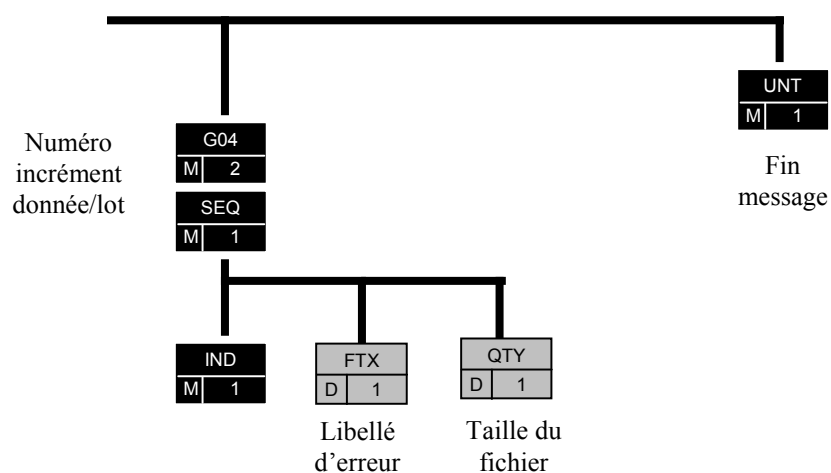 UNT
M 1
Fin
message
Numéro
incrément
donnée/lot
G04
M 2
SEQ
M 1
IND
M 1
FTX
D 1
Libellé
d'erreur
QTY
D 1
Taille du
fichier